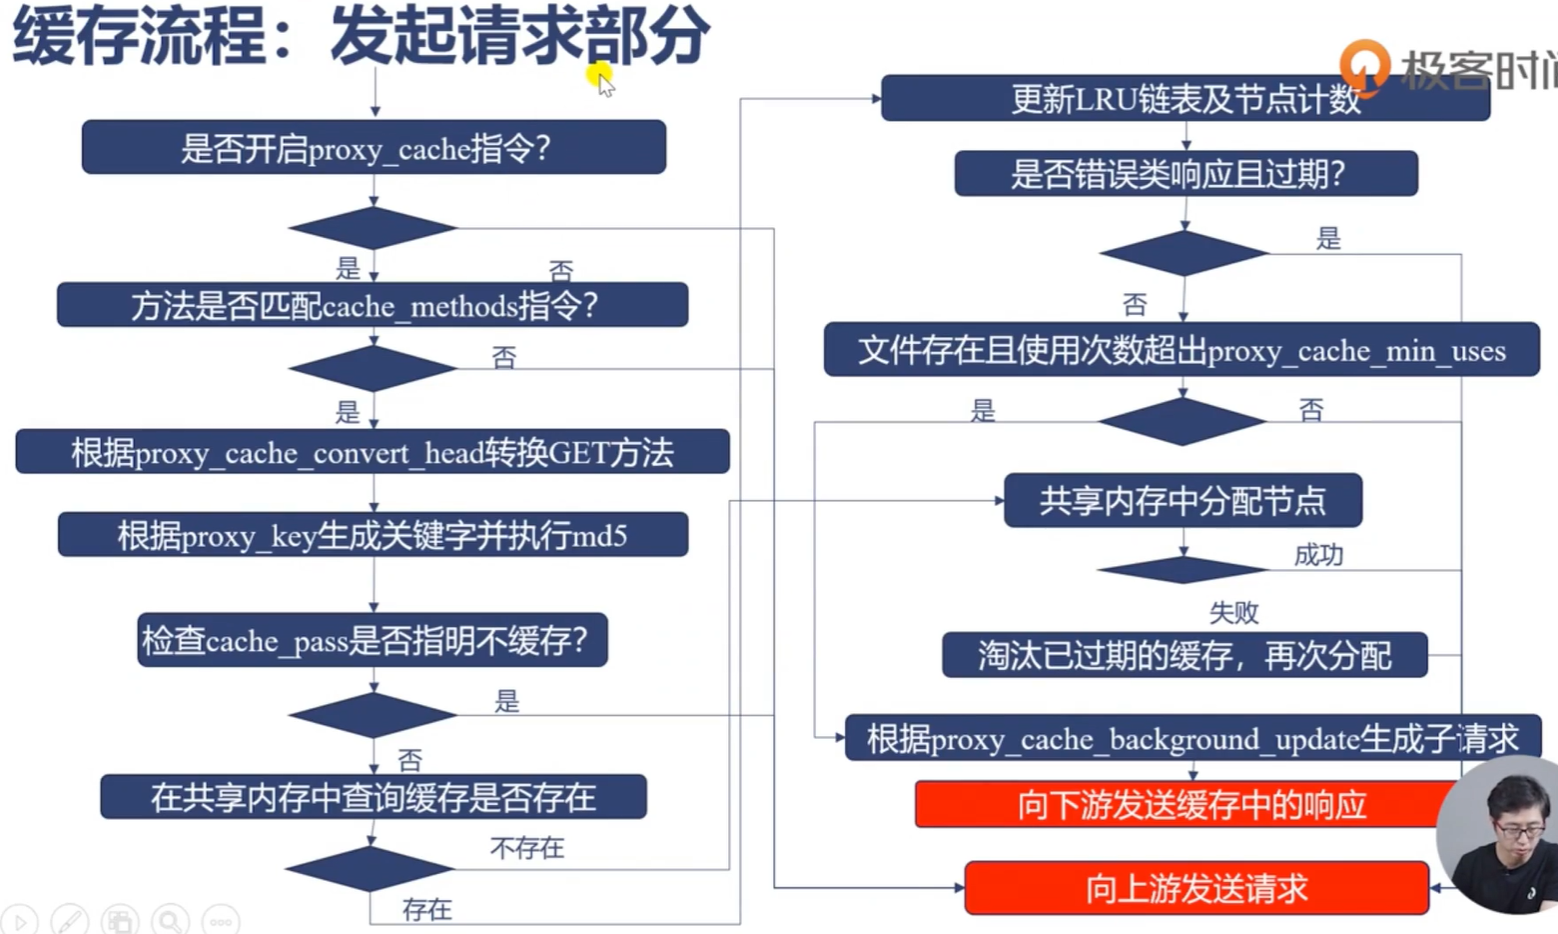 缓存流程：发起请求部分
极客时间
是否开启proxy_cache指令？
是
否
方法是否匹配cache_methods指令？
否
是
根据proxy_cache_convert_head转换GET方法
根据proxy_key生成关键字并执行md5
检查cache_pass是否指明不缓存？
是
否
在共享内存中查询缓存是否存在
不存在
存在
更新LRU链表及节点计数
是否错误类响应且过期？
是
否
文件存在且使用次数超出proxy_cache_min_uses
是
否
共享内存中分配节点
成功
失败
淘汰已过期的缓存，再次分配
根据proxy_cache_background_update生成子请求
向下游发送缓存中的响应
向上游发送请求